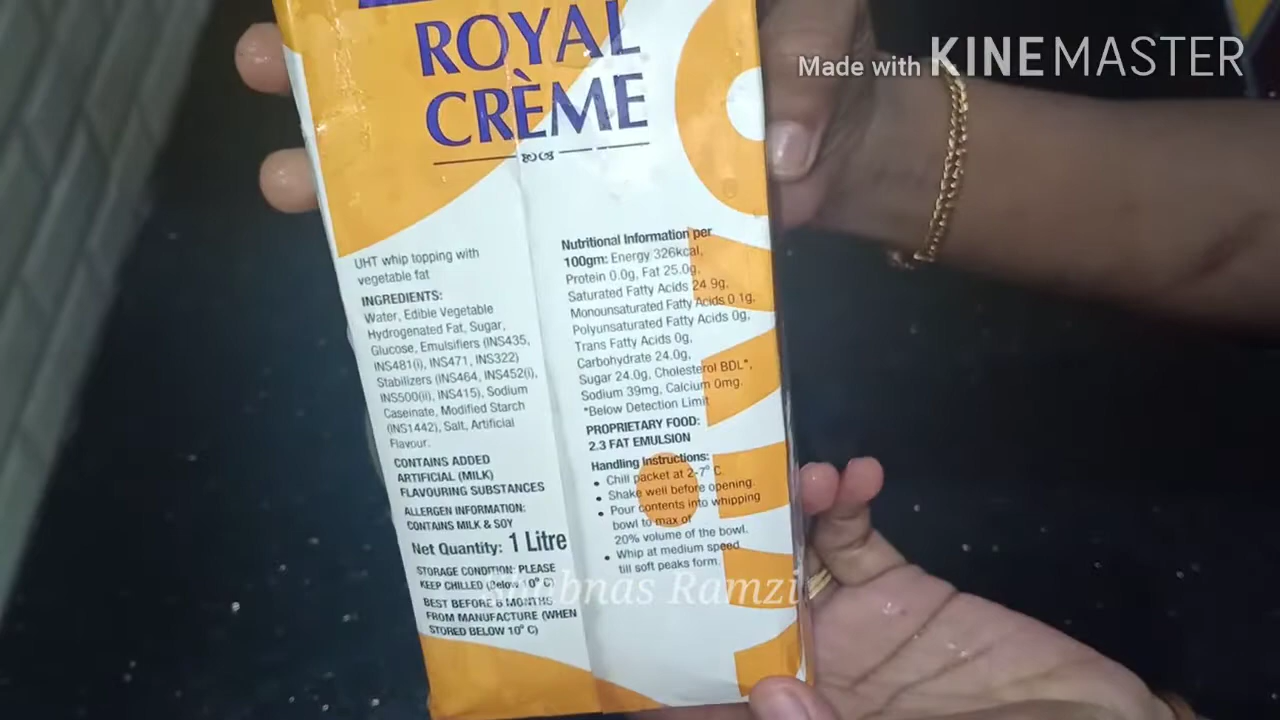 Made with KINEMASTER
ROYAL
CRÈME
UHT whip topping with
vegetable fat
INGREDIENTS:
Water, Edible Vegetable
Hydrogenated Fat, Sugar,
Glucose, Emulsifiers (INS435,
INS481(i), INS471, INS322)
Stabilizers (INS464, INS452(i),
INS500(ii), INS415), Sodium
Caseinate, Modified Starch
(INS1442), Salt, Artificial
Flavour.
CONTAINS ADDED
ARTIFICIAL (MILK)
FLAVOURING SUBSTANCES
ALLERGEN INFORMATION:
CONTAINS MILK & SOY
Net Quantity: 1 Litre
STORAGE CONDITION: PLEASE
KEEP CHILLED (Below 10° C)
BEST BEFORE 6 MONTHS
FROM MANUFACTURE (WHEN
STORED BELOW 10° C)
Nutritional Information per
100gm: Energy 326kcal,
Protein 0.0g, Fat 25.0g,
Saturated Fatty Acids 24.9g,
Monounsaturated Fatty Acids 0.1g,
Polyunsaturated Fatty Acids 0g,
Trans Fatty Acids 0g,
Carbohydrate 24.0g,
Sugar 24.0g, Cholesterol BDL*,
Sodium 39mg, Calcium 0mg.
*Below Detection Limit
PROPRIETARY FOOD:
2.3 FAT EMULSION
Handling Instructions:
• Chill packet at 2-7° C.
• Shake well before opening.
• Pour contents into whipping
bowl to max of
20% volume of the bowl.
• Whip at medium speed
till soft peaks form.
Ramzi